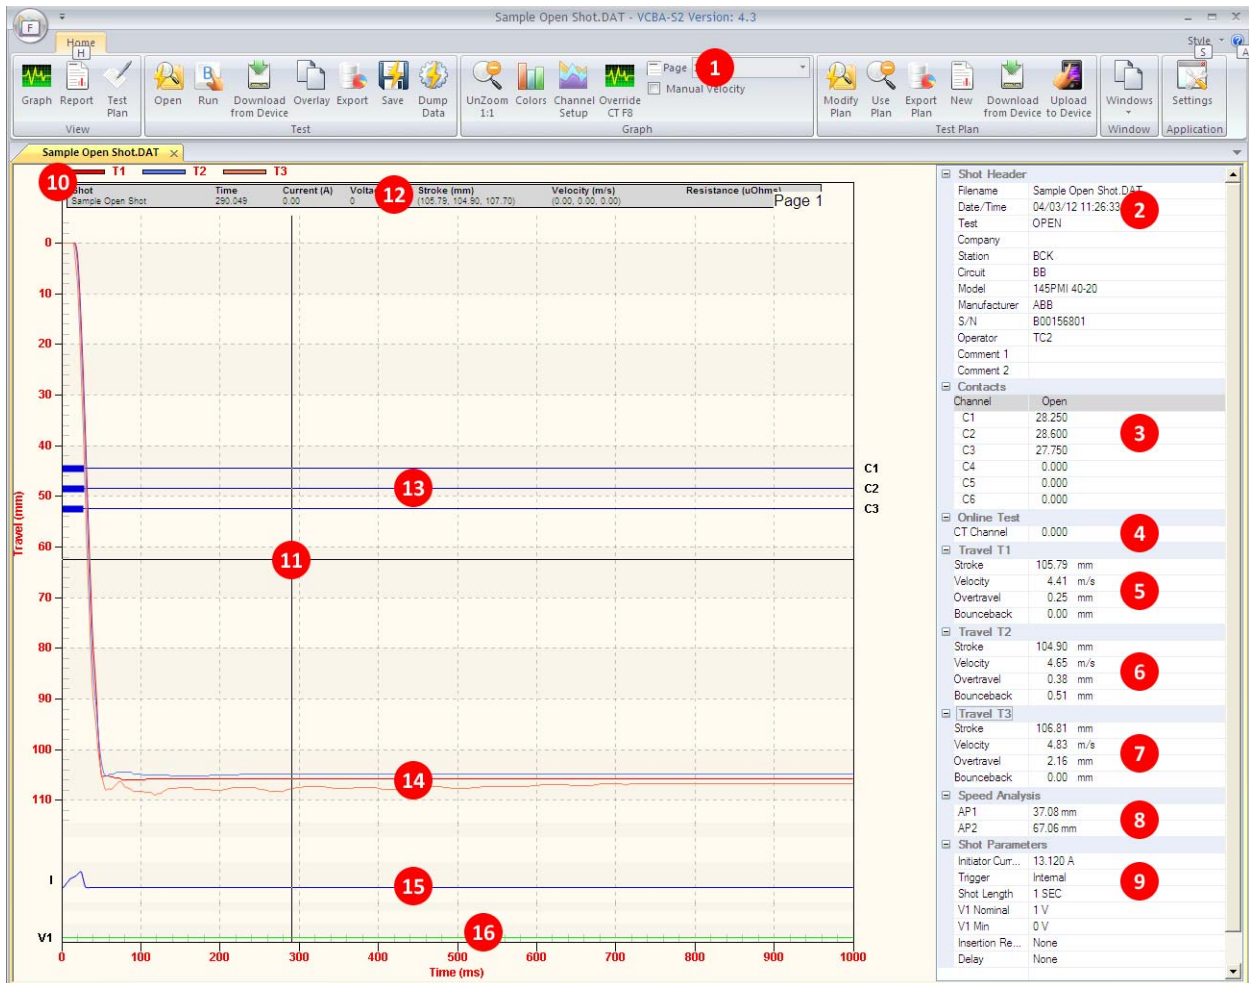 Sample Open Shot.DAT - VCBA-S2 Version: 4.3
F
Home
H
Style
S
A
Graph Report Test Plan
View
Open Run Download from Device Overlay Export Save Dump Data
Test
UnZoom 1:1 Colors Channel Setup Override CT F8
Page 1
Manual Velocity
Graph
Modify Plan Use Plan Export Plan New Download from Device Upload to Device
Test Plan
Windows
Window
Settings
Application
Sample Open Shot.DAT
T1 T2 T3
10
Shot Time Current (A) 12 Stroke (mm) Velocity (m/s) Resistance (uOhms)
Sample Open Shot 290.049 0.00 0 (105.79, 104.90, 107.70) (0.00, 0.00, 0.00)
Page 1
0
10
20
30
40
50
60
70
80
90
100
110
Travel (mm)
C1
C2
C3
13
11
14
I
15
V1
16
0 100 200 300 400 500 600 700 800 900 1000
Time (ms)
Shot Header
Filename Sample Open Shot.DAT
Date/Time 04/03/12 11:26:33
2
Test OPEN
Company
Station BCK
Circuit BB
Model 145PMI 40-20
Manufacturer ABB
S/N B00156801
Operator TC2
Comment 1
Comment 2
Contacts
Channel Open
C1 28.250
C2 28.600
3
C3 27.750
C4 0.000
C5 0.000
C6 0.000
Online Test
CT Channel 0.000
4
Travel T1
Stroke 105.79 mm
Velocity 4.41 m/s
5
Overtravel 0.25 mm
Bounceback 0.00 mm
Travel T2
Stroke 104.90 mm
Velocity 4.65 m/s
6
Overtravel 0.38 mm
Bounceback 0.51 mm
Travel T3
Stroke 106.81 mm
Velocity 4.83 m/s
7
Overtravel 2.16 mm
Bounceback 0.00 mm
Speed Analysis
AP1 37.08 mm
8
AP2 67.06 mm
Shot Parameters
Initiator Curr... 13.120 A
Trigger Internal
9
Shot Length 1 SEC
V1 Nominal 1 V
V1 Min 0 V
Insertion Re... None
Delay None